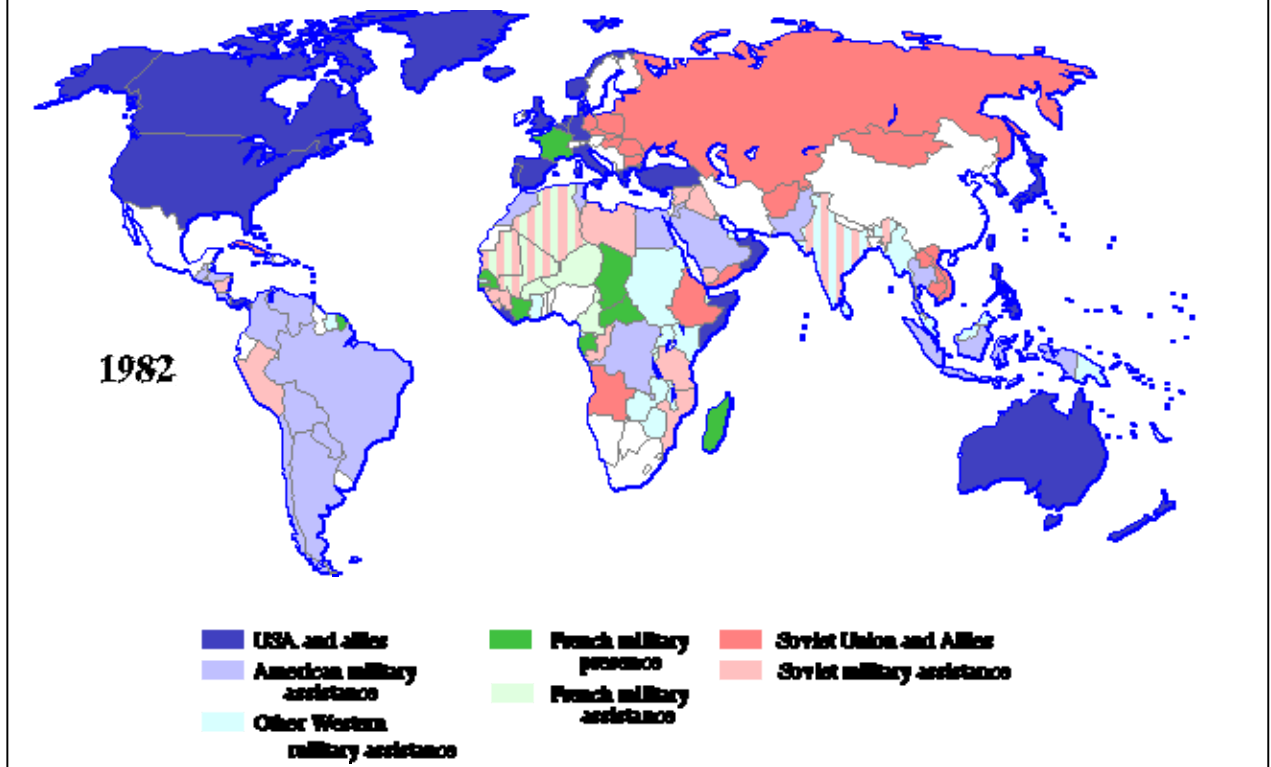 1982
USA and allies
American military
assistance
Other Western
military assistance
French military
presence
French military
assistance
Soviet Union and Allies
Soviet military assistance